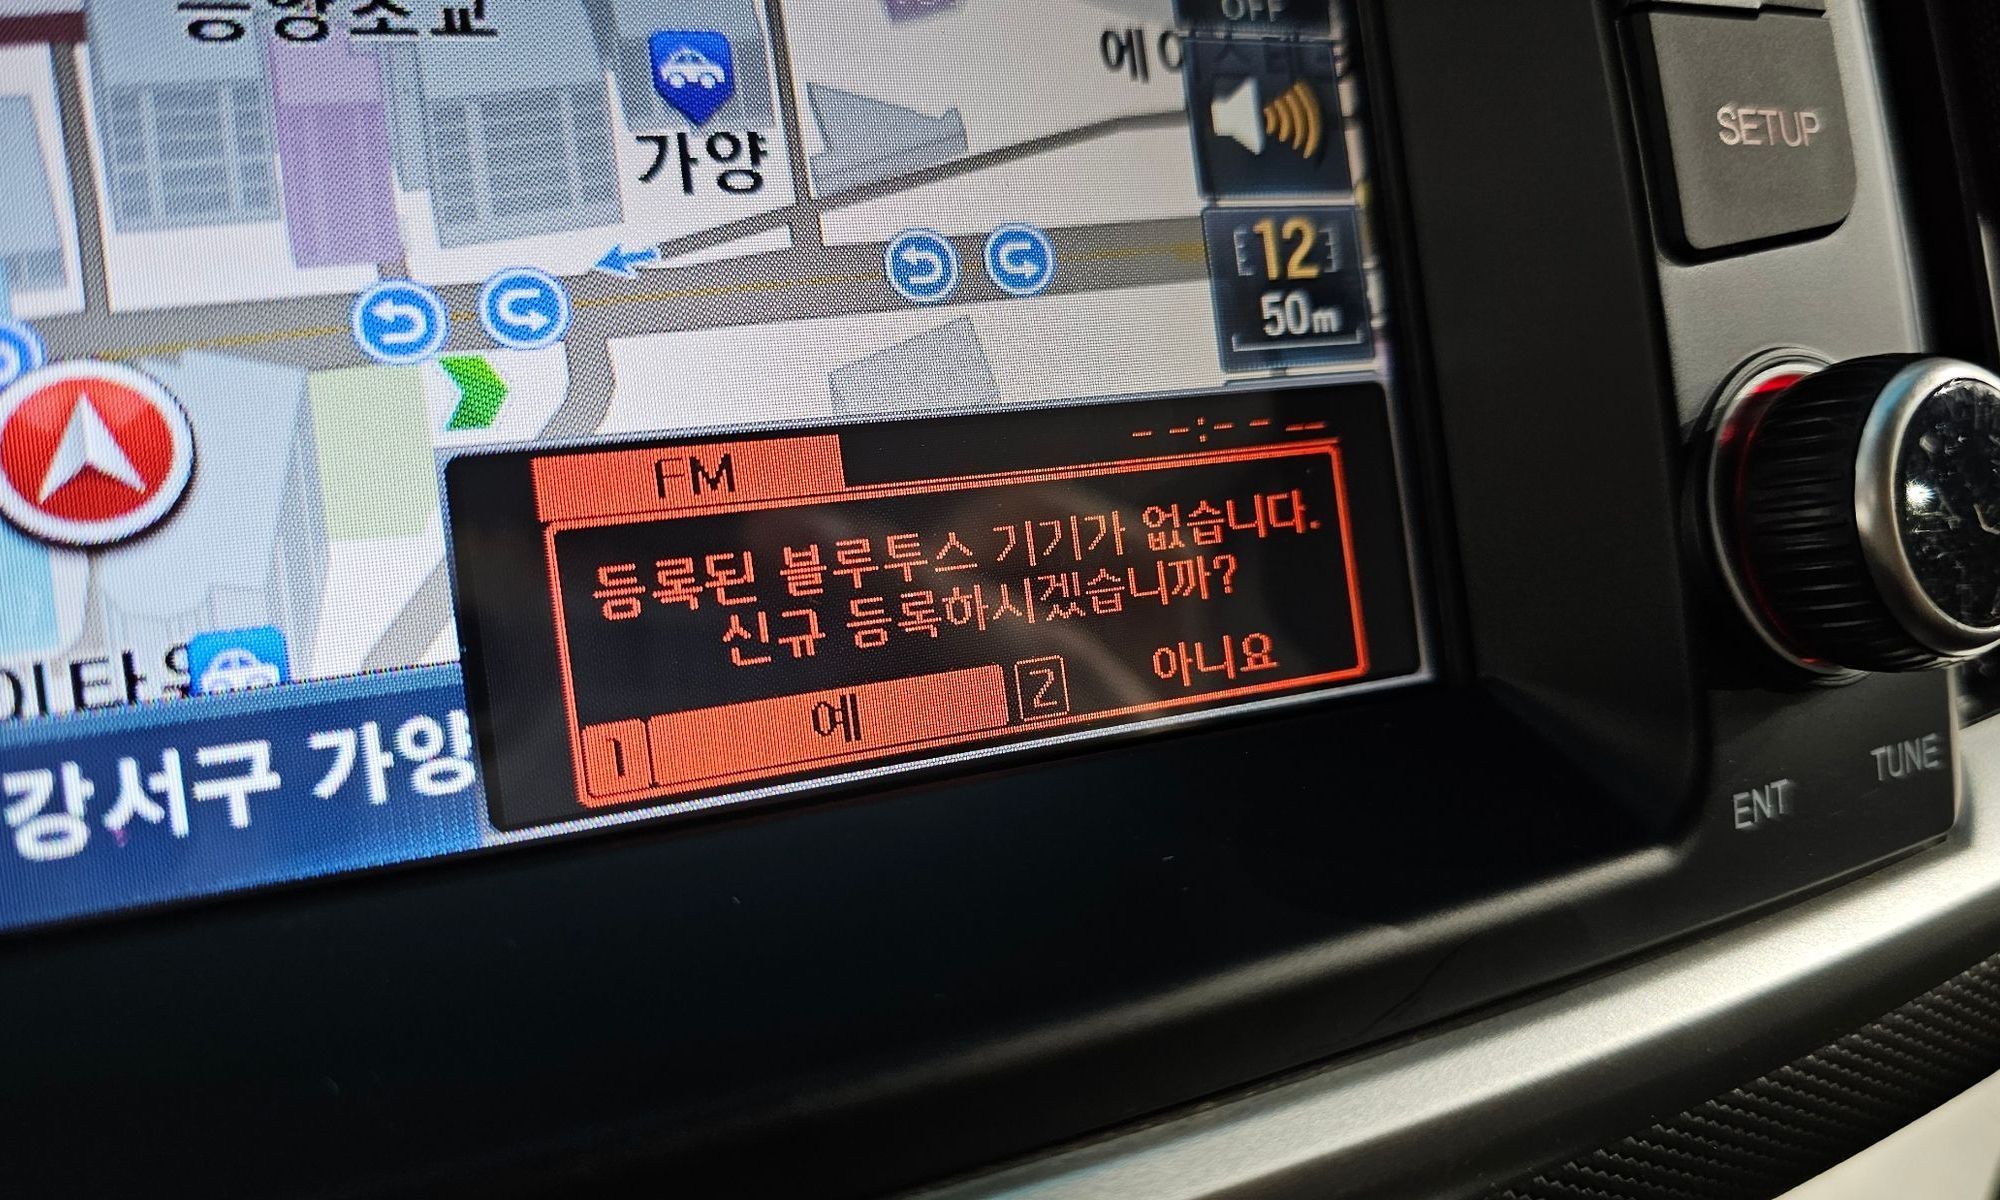 등양초교
OFF
가양
SETUP
12
50m
FM
--:-- --
등록된 블루투스 기기가 없습니다.
신규 등록하시겠습니까?
1 예 2 아니요
이타워
강서구 가양
ENT
TUNE